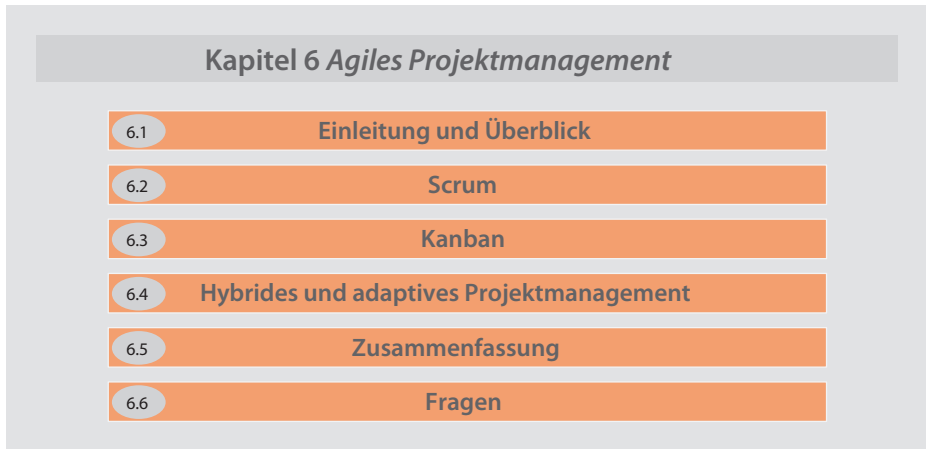 Kapitel 6 Agiles Projektmanagement
6.1 Einleitung und Überblick
6.2 Scrum
6.3 Kanban
6.4 Hybrides und adaptives Projektmanagement
6.5 Zusammenfassung
6.6 Fragen